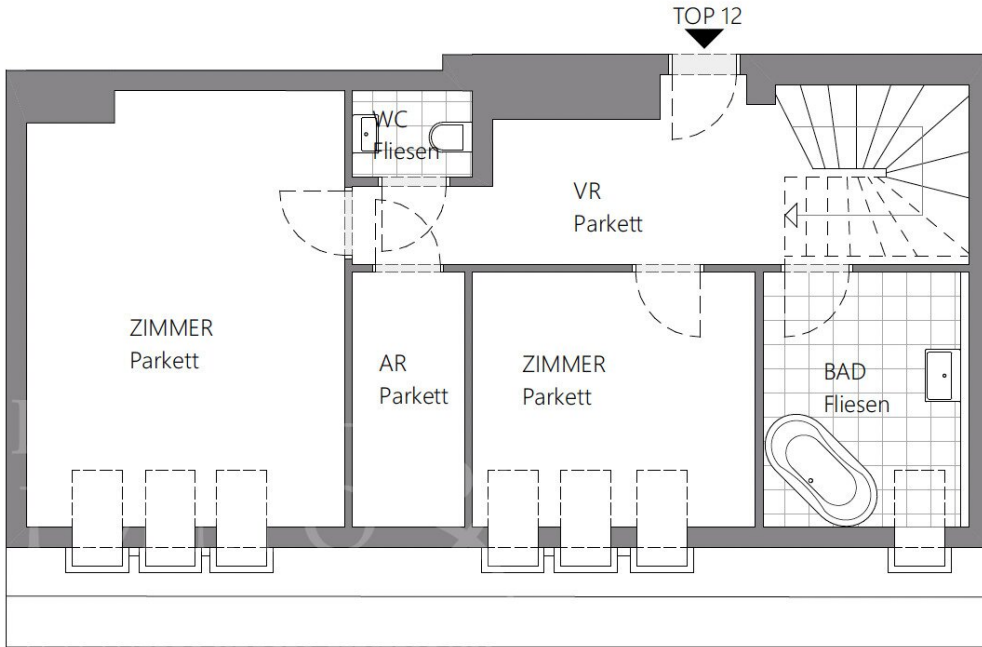 TOP 12
WC
Fliesen
VR
Parkett
ZIMMER
Parkett
AR
Parkett
ZIMMER
Parkett
BAD
Fliesen